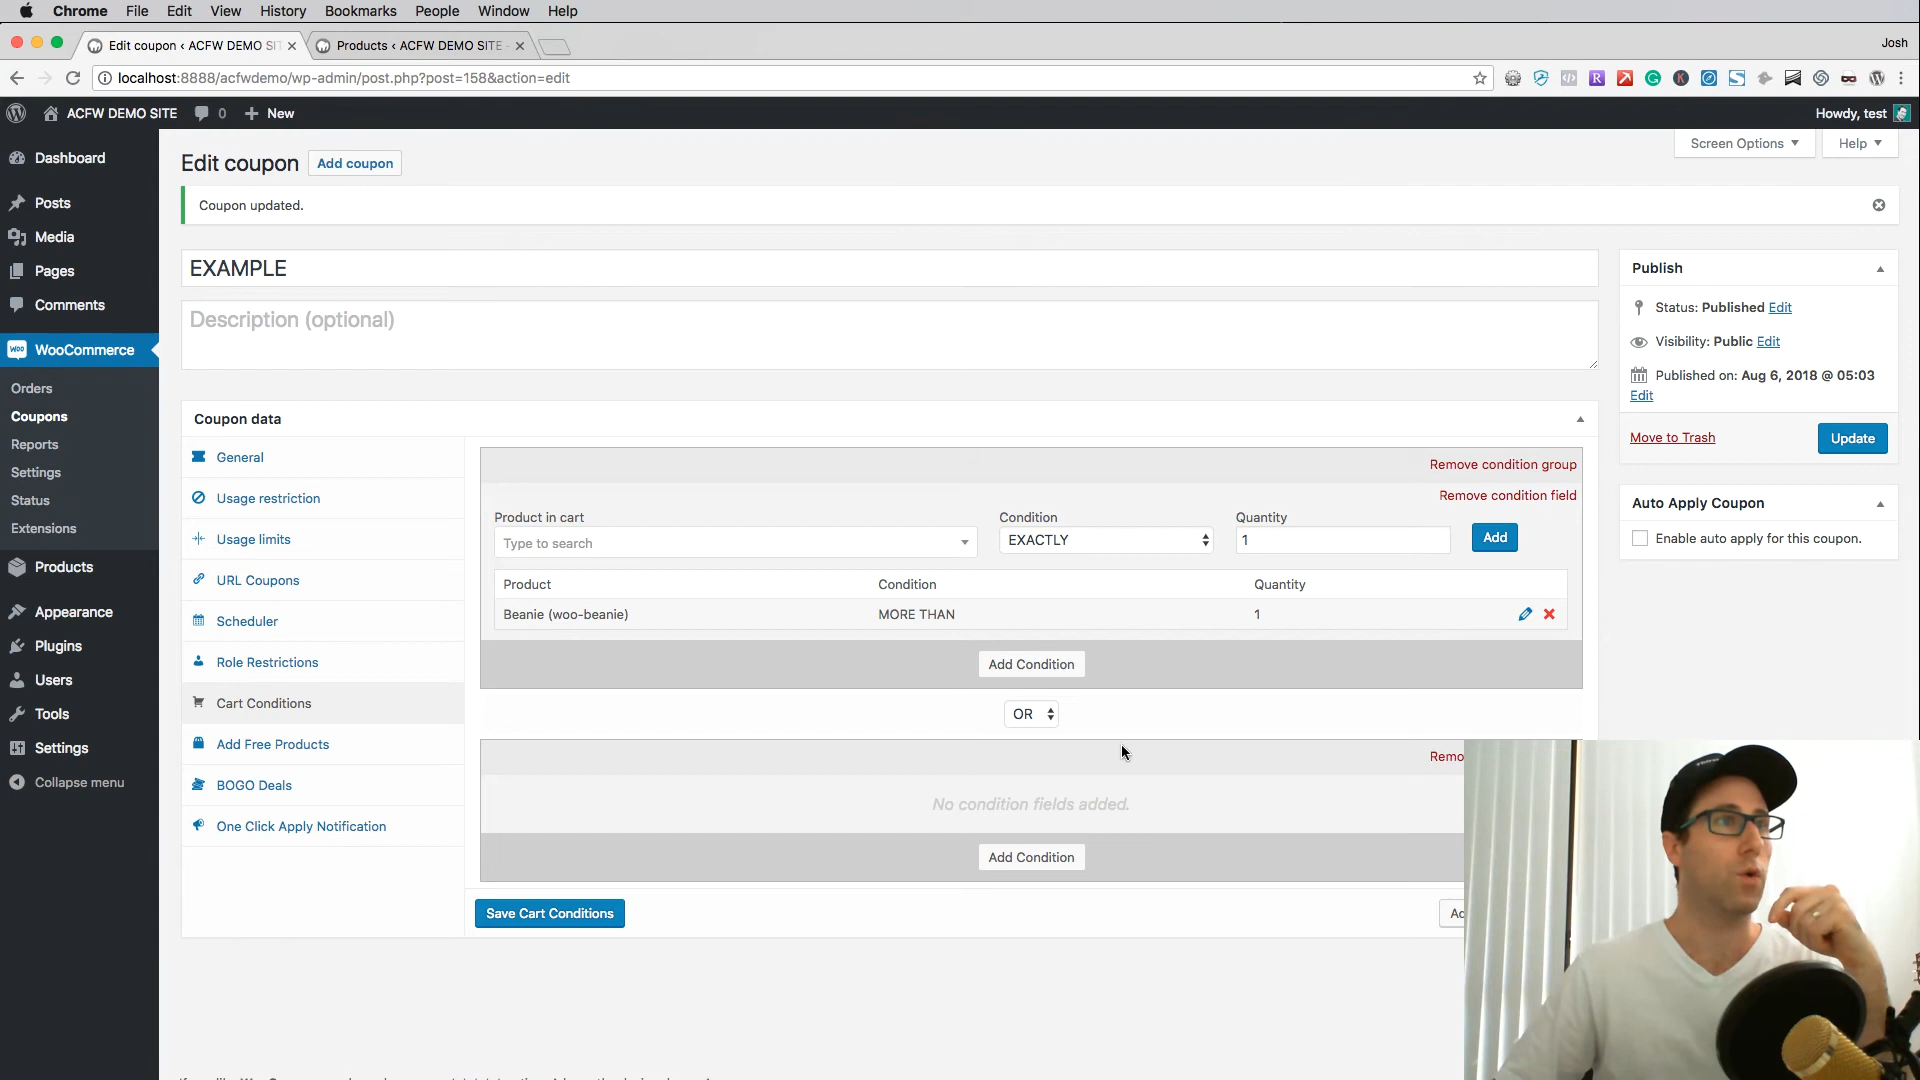 Chrome File Edit View History Bookmarks People Window Help
Edit coupon ‹ ACFW DEMO SIT
Products ‹ ACFW DEMO SITE
Josh
localhost:8888/acfwdemo/wp-admin/post.php?post=158&action=edit
ACFW DEMO SITE 0 New
Howdy, test
Screen Options Help
Edit coupon Add coupon
Coupon updated.
EXAMPLE
Description (optional)
Dashboard
Posts
Media
Pages
Comments
WooCommerce
Orders
Coupons
Reports
Settings
Status
Extensions
Products
Appearance
Plugins
Users
Tools
Settings
Collapse menu
Coupon data
General
Usage restriction
Usage limits
URL Coupons
Scheduler
Role Restrictions
Cart Conditions
Add Free Products
BOGO Deals
One Click Apply Notification
Remove condition group
Remove condition field
Product in cart Condition Quantity
Type to search EXACTLY 1 Add
Product Condition Quantity
Beanie (woo-beanie) MORE THAN 1
Add Condition
OR
No condition fields added.
Add Condition
Save Cart Conditions
Publish
Status: Published Edit
Visibility: Public Edit
Published on: Aug 6, 2018 @ 05:03
Edit
Move to Trash Update
Auto Apply Coupon
Enable auto apply for this coupon.